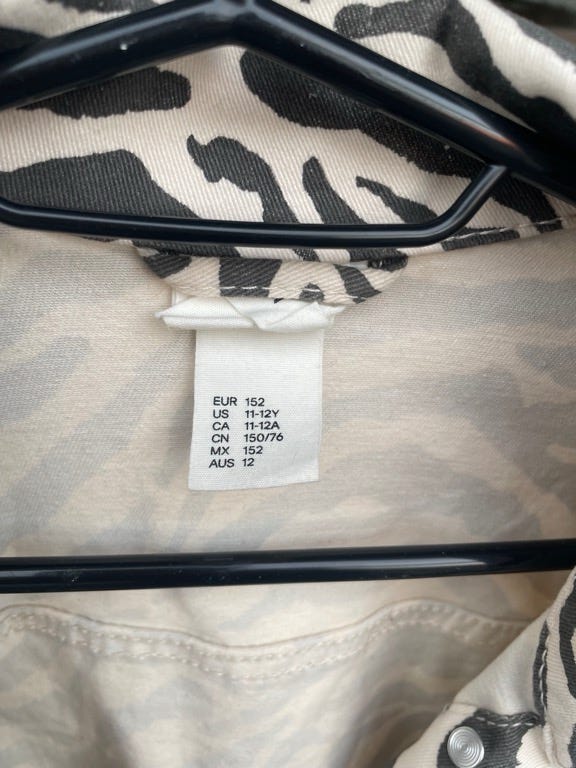 EUR 152
US 11-12Y
CA 11-12A
CN 150/76
MX 152
AUS 12